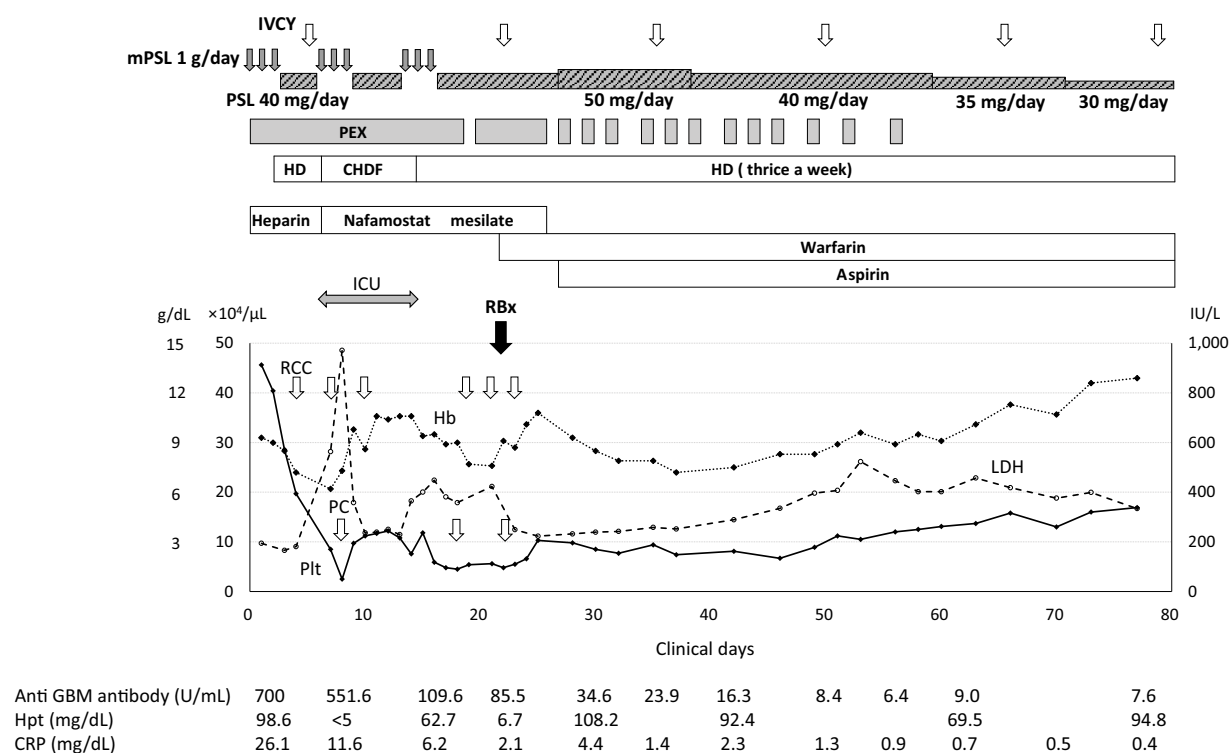 IVCY
mPSL 1 g/day
PSL 40 mg/day 50 mg/day 40 mg/day 35 mg/day 30 mg/day
PEX
HD CHDF HD ( thrice a week)
Heparin Nafamostat mesilate
Warfarin
Aspirin
ICU
RBx
g/dL ×10⁴/μL IU/L
15 50 1,000
RCC
12 40 800
Hb
9 30 600
LDH
6 20 400
PC
3 10 200
Plt
0 0
0 10 20 30 40 50 60 70 80
Clinical days
Anti GBM antibody (U/mL) 700 551.6 109.6 85.5 34.6 23.9 16.3 8.4 6.4 9.0 7.6
Hpt (mg/dL) 98.6 <5 62.7 6.7 108.2 92.4 69.5 94.8
CRP (mg/dL) 26.1 11.6 6.2 2.1 4.4 1.4 2.3 1.3 0.9 0.7 0.5 0.4